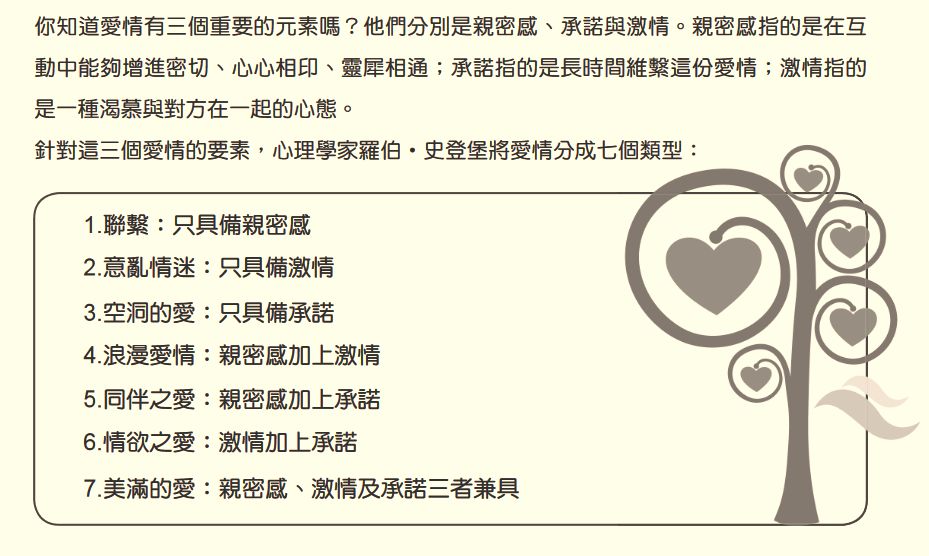 你知道愛情有三個重要的元素嗎？他們分別是親密感、承諾與激情。親密感指的是在互
動中能夠增進密切、心心相印、靈犀相通；承諾指的是長時間維繫這份愛情；激情指的
是一種渴慕與對方在一起的心態。
針對這三個愛情的要素，心理學家羅伯•史登堡將愛情分成七個類型：
1.聯繫：只具備親密感
2.意亂情迷：只具備激情
3.空洞的愛：只具備承諾
4.浪漫愛情：親密感加上激情
5.同伴之愛：親密感加上承諾
6.情欲之愛：激情加上承諾
7.美滿的愛：親密感、激情及承諾三者兼具